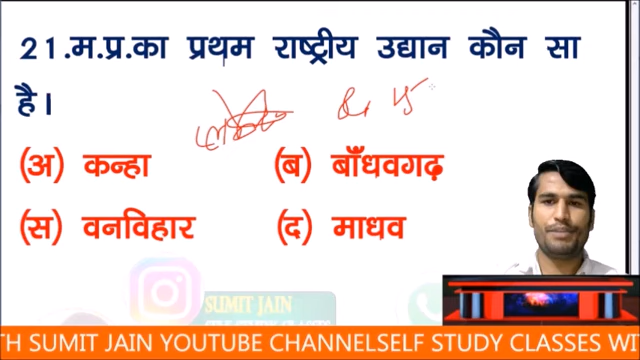 21.म.प्र.का प्रथम राष्ट्रीय उद्यान कौन सा
है।
(अ) कन्हा (ब) बाँधवगढ़
(स) वनविहार (द) माधव
SUMIT JAIN
TH SUMIT JAIN YOUTUBE CHANNELSELF STUDY CLASSES WI